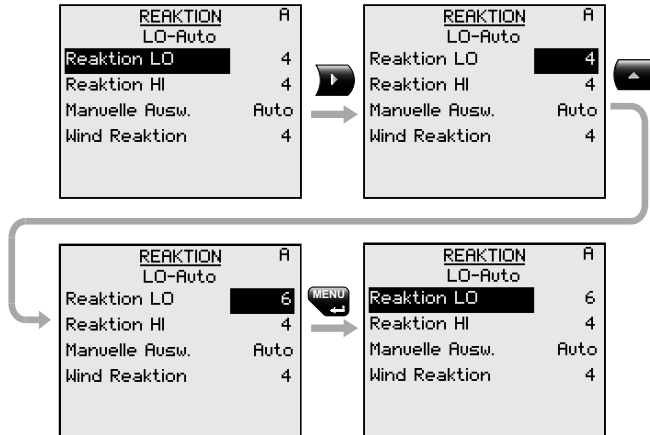 REAKTION A
LO-Auto
Reaktion LO 4
Reaktion HI 4
Manuelle Ausw. Auto
Wind Reaktion 4
REAKTION A
LO-Auto
Reaktion LO 4
Reaktion HI 4
Manuelle Ausw. Auto
Wind Reaktion 4
REAKTION A
LO-Auto
Reaktion LO 6
Reaktion HI 4
Manuelle Ausw. Auto
Wind Reaktion 4
MENU
REAKTION A
LO-Auto
Reaktion LO 6
Reaktion HI 4
Manuelle Ausw. Auto
Wind Reaktion 4